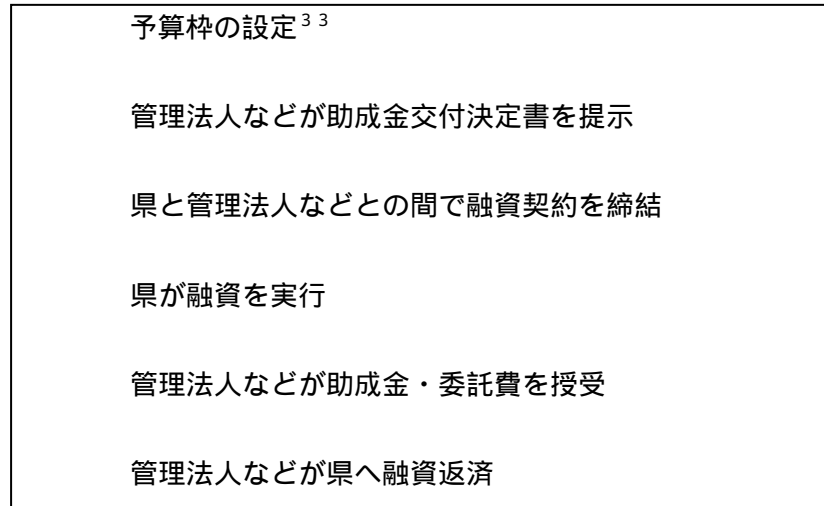 予算枠の設定³³
管理法人などが助成金交付決定書を提示
県と管理法人などとの間で融資契約を締結
県が融資を実行
管理法人などが助成金・委託費を授受
管理法人などが県へ融資返済